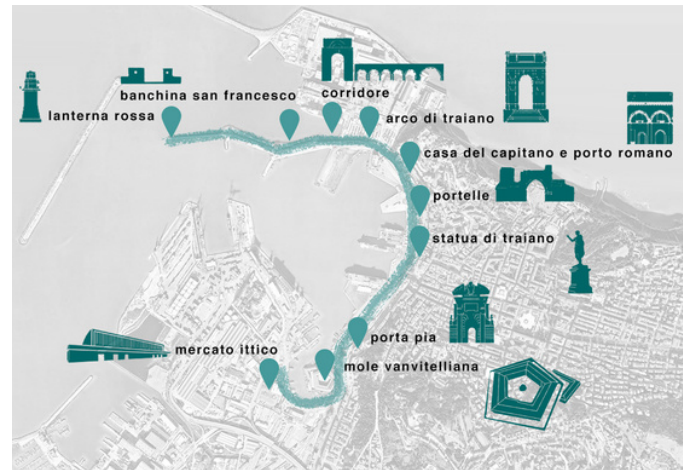 banchina san francesco
corridore
lanterna rossa
arco di traiano
casa del capitano e porto romano
portelle
statua di traiano
porta pia
mercato ittico
mole vanvitelliana